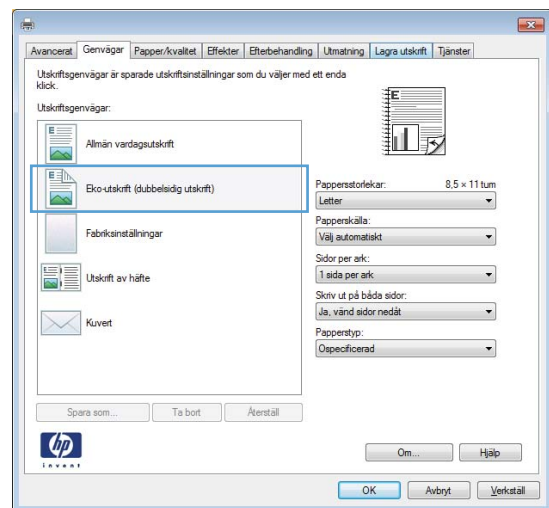 Avancerat Genvägar Papper/kvalitet Effekter Efterbehandling Utmatning Lagra utskrift Tjänster
Utskriftsgenvägar är sparade utskriftsinställningar som du väljer med ett enda
klick.
Utskriftsgenvägar:
E
Allmän vardagsutskrift
E
Eko-utskrift (dubbelsidig utskrift)
Fabriksinställningar
Utskrift av häfte
Kuvert
E
Pappersstorlekar: 8,5 × 11 tum
Letter
Papperskälla:
Välj automatiskt
Sidor per ark:
1 sida per ark
Skriv ut på båda sidor:
Ja, vänd sidor nedåt
Papperstyp:
Ospecificerad
Spara som... Ta bort Återställ
hp
invent
Om... Hjälp
OK Avbryt Verkställ